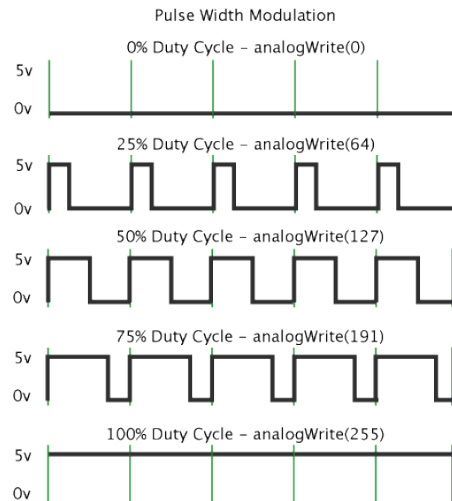 Pulse Width Modulation
0% Duty Cycle – analogWrite(0)
5v
0v
25% Duty Cycle – analogWrite(64)
5v
0v
50% Duty Cycle – analogWrite(127)
5v
0v
75% Duty Cycle – analogWrite(191)
5v
0v
100% Duty Cycle – analogWrite(255)
5v
0v